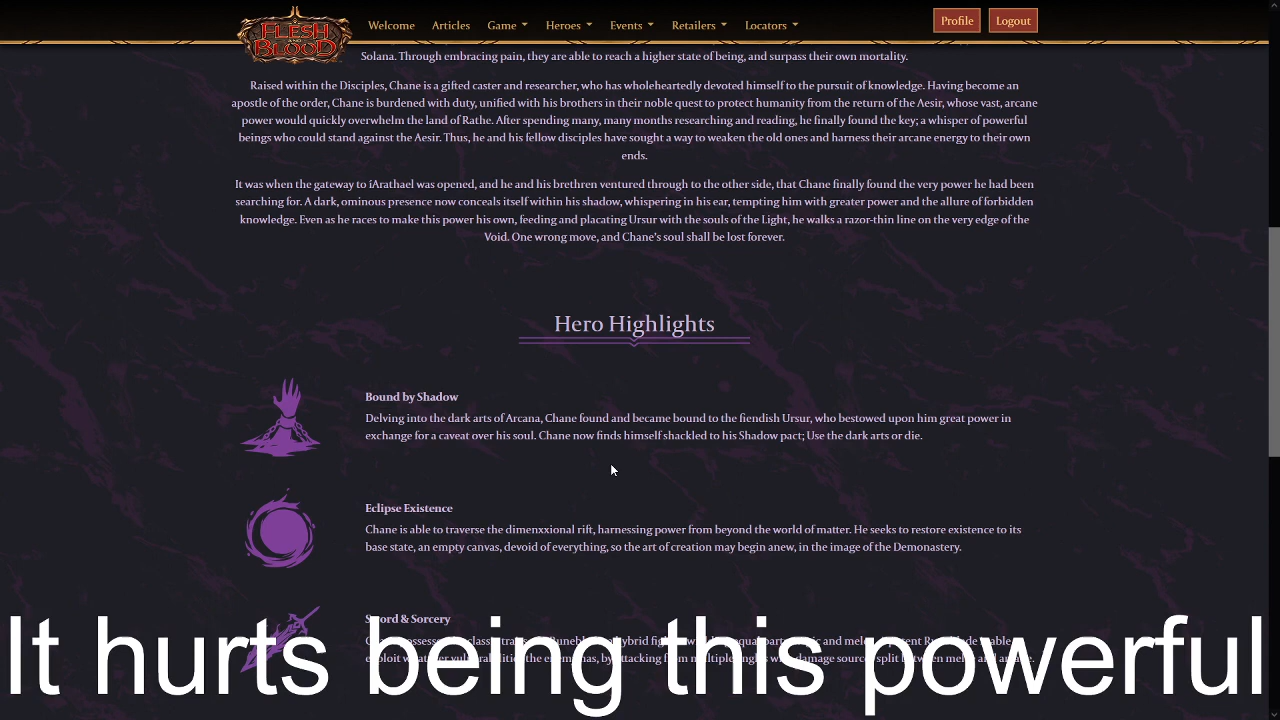 FLESH
AND
BLOOD
Welcome Articles Game Heroes Events Retailers Locators Profile Logout
Solana. Through embracing pain, they are able to reach a higher state of being, and surpass their own mortality.
Raised within the Disciples, Chane is a gifted caster and researcher, who has wholeheartedly devoted himself to the pursuit of knowledge. Having become an
apostle of the order, Chane is burdened with duty, unified with his brothers in their noble quest to protect humanity from the return of the Aesir, whose vast, arcane
power would quickly overwhelm the land of Rathe. After spending many, many months researching and reading, he finally found the key; a whisper of powerful
beings who could stand against the Aesir. Thus, he and his fellow disciples have sought a way to weaken the old ones and harness their arcane energy to their own
ends.
It was when the gateway to íArathael was opened, and he and his brethren ventured through to the other side, that Chane finally found the very power he had been
searching for. A dark, ominous presence now conceals itself within his shadow, whispering in his ear, tempting him with greater power and the allure of forbidden
knowledge. Even as he races to make this power his own, feeding and placating Ursur with the souls of the Light, he walks a razor-thin line on the very edge of the
Void. One wrong move, and Chane's soul shall be lost forever.
Hero Highlights
Bound by Shadow
Delving into the dark arts of Arcana, Chane found and became bound to the fiendish Ursur, who bestowed upon him great power in
exchange for a caveat over his soul. Chane now finds himself shackled to his Shadow pact; Use the dark arts or die.
Eclipse Existence
Chane is able to traverse the dimenxxional rift, harnessing power from beyond the world of matter. He seeks to restore existence to its
base state, an empty canvas, devoid of everything, so the art of creation may begin anew, in the image of the Demonastery.
Sword & Sorcery
It hurts being this powerful